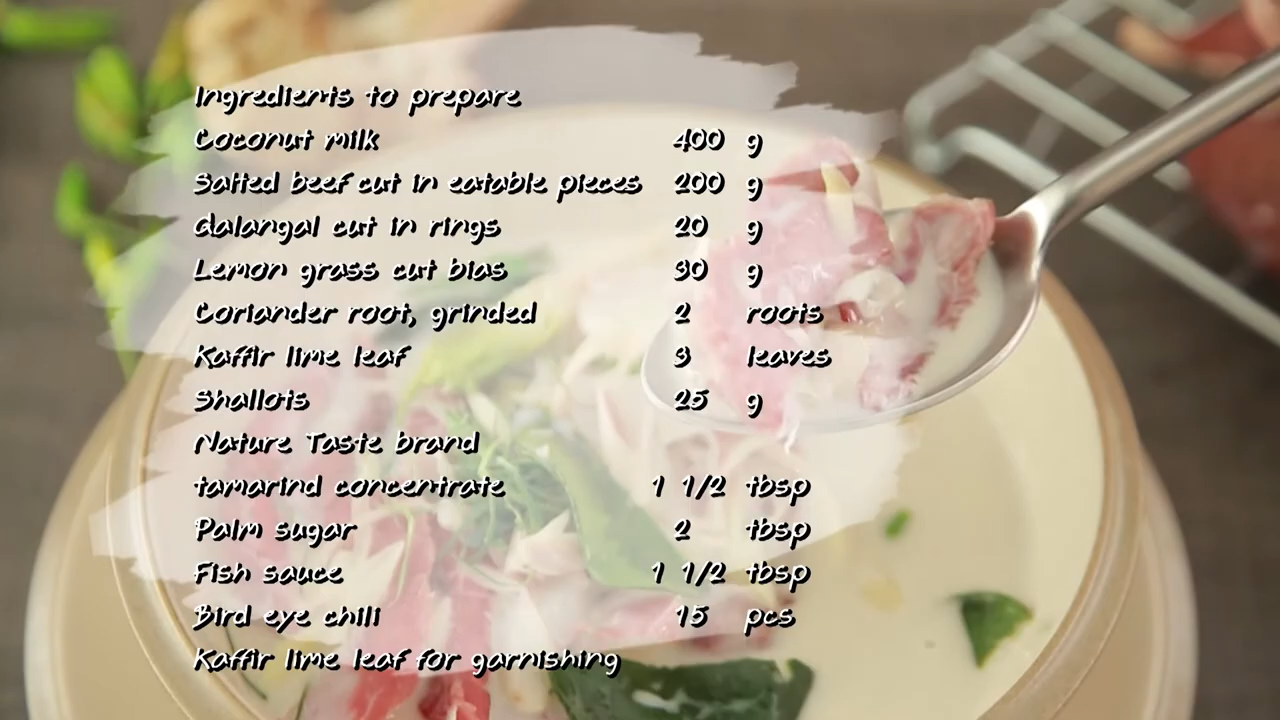 Ingredients to prepare
Coconut milk 400 g
Salted beef cut in eatable pieces 200 g
Galangal cut in rings 20 g
Lemon grass cut bias 30 g
Coriander root, grinded 2 roots
Kaffir lime leaf 3 leaves
Shallots 25 g
Nature Taste brand
tamarind concentrate 1 1/2 tbsp
Palm sugar 2 tbsp
Fish sauce 1 1/2 tbsp
Bird eye chili 15 pcs
Kaffir lime leaf for garnishing